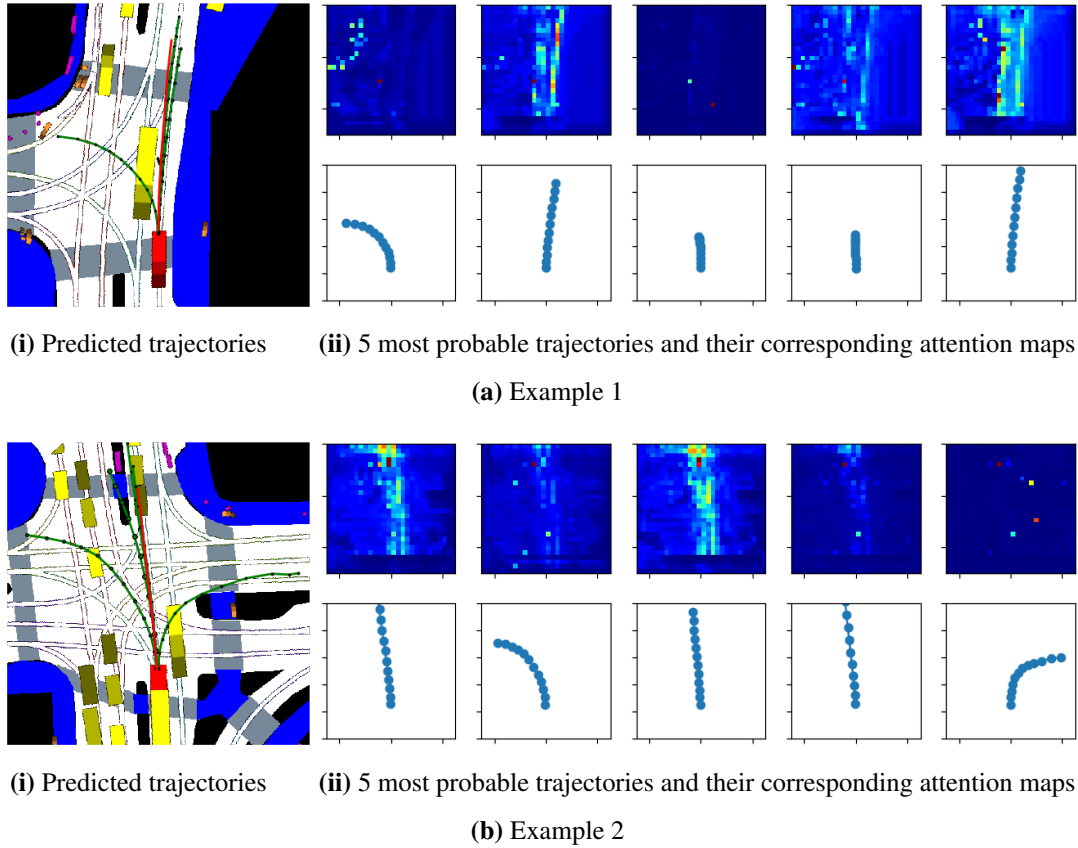 (i) Predicted trajectories
(ii) 5 most probable trajectories and their corresponding attention maps
(a) Example 1
(i) Predicted trajectories
(ii) 5 most probable trajectories and their corresponding attention maps
(b) Example 2